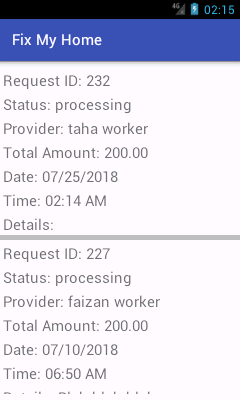 4G 02:15
Fix My Home
Request ID: 232
Status: processing
Provider: taha worker
Total Amount: 200.00
Date: 07/25/2018
Time: 02:14 AM
Details:
Request ID: 227
Status: processing
Provider: faizan worker
Total Amount: 200.00
Date: 07/10/2018
Time: 06:50 AM
Details: